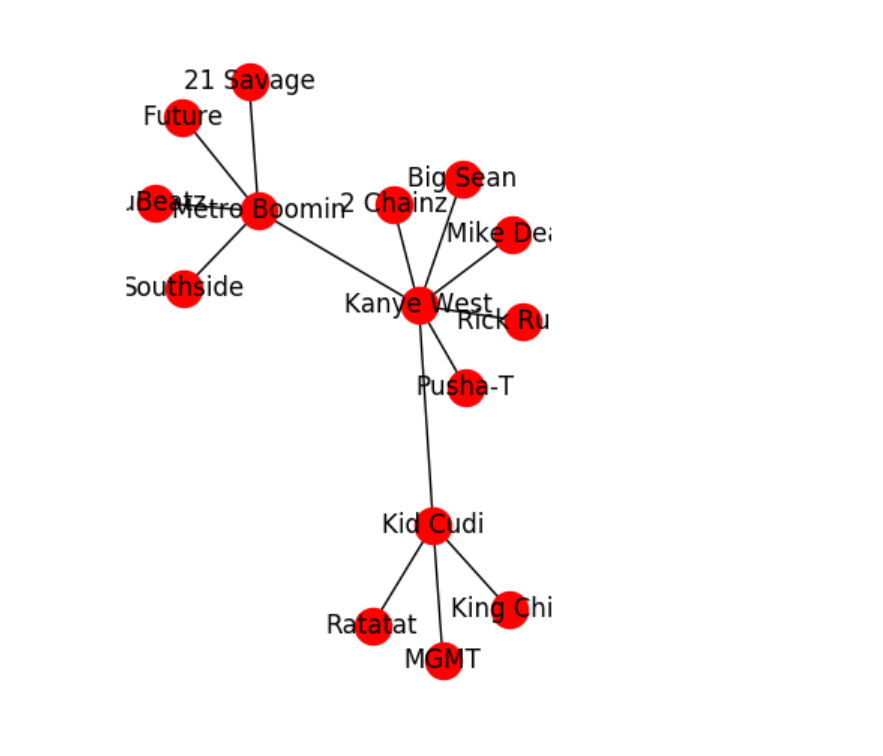 21 Savage
Future
Big Sean
uBeatz
Metro Boomin
2 Chainz
Mike Dea
Southside
Kanye West
Rick Ru
Pusha-T
Kid Cudi
King Chi
Ratatat
MGMT